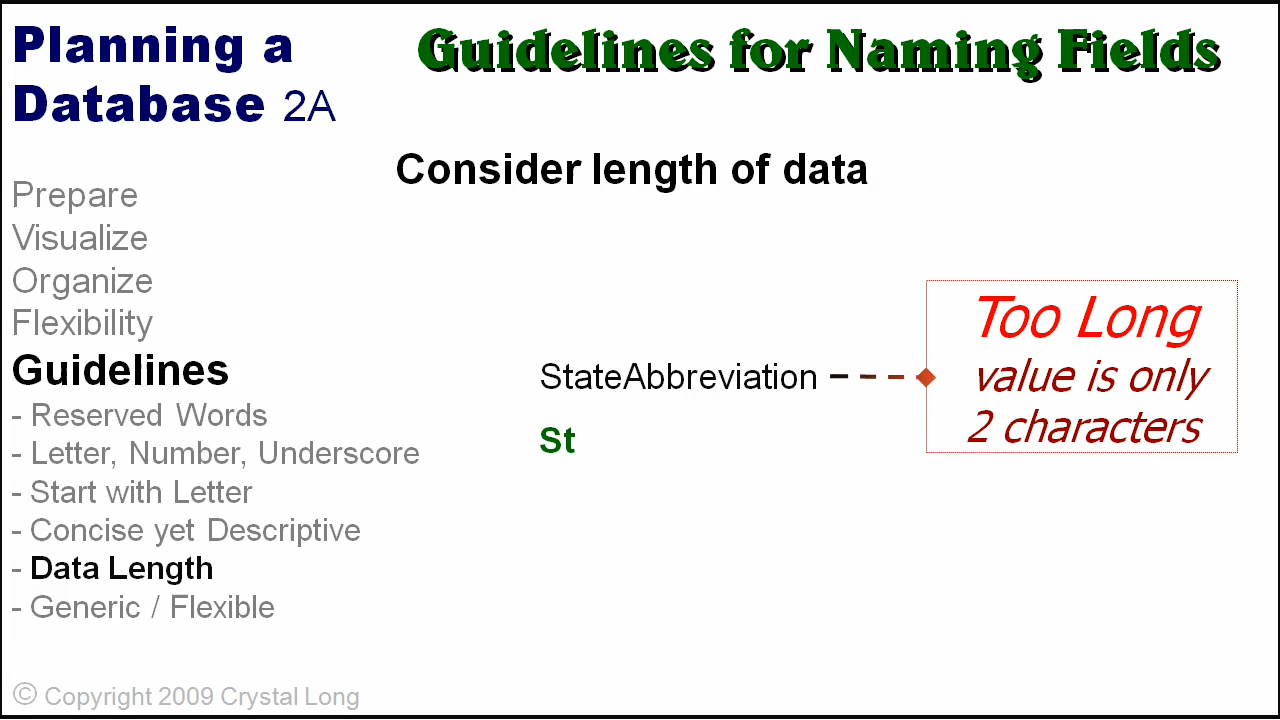 Planning a
Database 2A
Guidelines for Naming Fields
Consider length of data
Prepare
Visualize
Organize
Flexibility
Guidelines
- Reserved Words
- Letter, Number, Underscore
- Start with Letter
- Concise yet Descriptive
- Data Length
- Generic / Flexible
StateAbbreviation
St
Too Long
value is only
2 characters
© Copyright 2009 Crystal Long